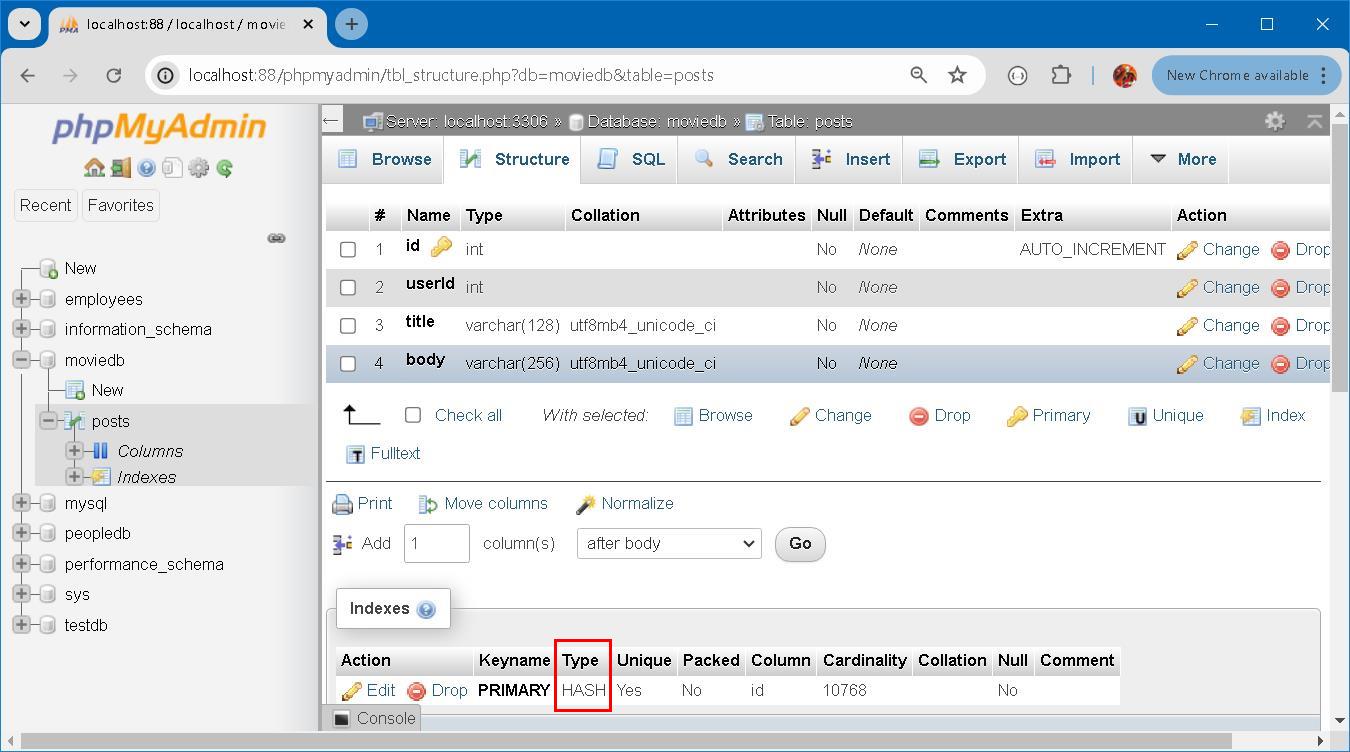 localhost:88 / localhost / movie
localhost:88/phpmyadmin/tbl_structure.php?db=moviedb&table=posts
New Chrome available
phpMyAdmin
Recent Favorites
New
employees
information_schema
moviedb
New
posts
Columns
Indexes
mysql
peopledb
performance_schema
sys
testdb
Server: localhost:3306 » Database: moviedb » Table: posts
Browse Structure SQL Search Insert Export Import More
# Name Type Collation Attributes Null Default Comments Extra Action
1 id int No None AUTO_INCREMENT Change Drop
2 userId int No None Change Drop
3 title varchar(128) utf8mb4_unicode_ci No None Change Drop
4 body varchar(256) utf8mb4_unicode_ci No None Change Drop
Check all With selected: Browse Change Drop Primary Unique Index
Fulltext
Print Move columns Normalize
Add 1 column(s) after body Go
Indexes
Action Keyname Type Unique Packed Column Cardinality Collation Null Comment
Edit Drop PRIMARY HASH Yes No id 10768 No
Console